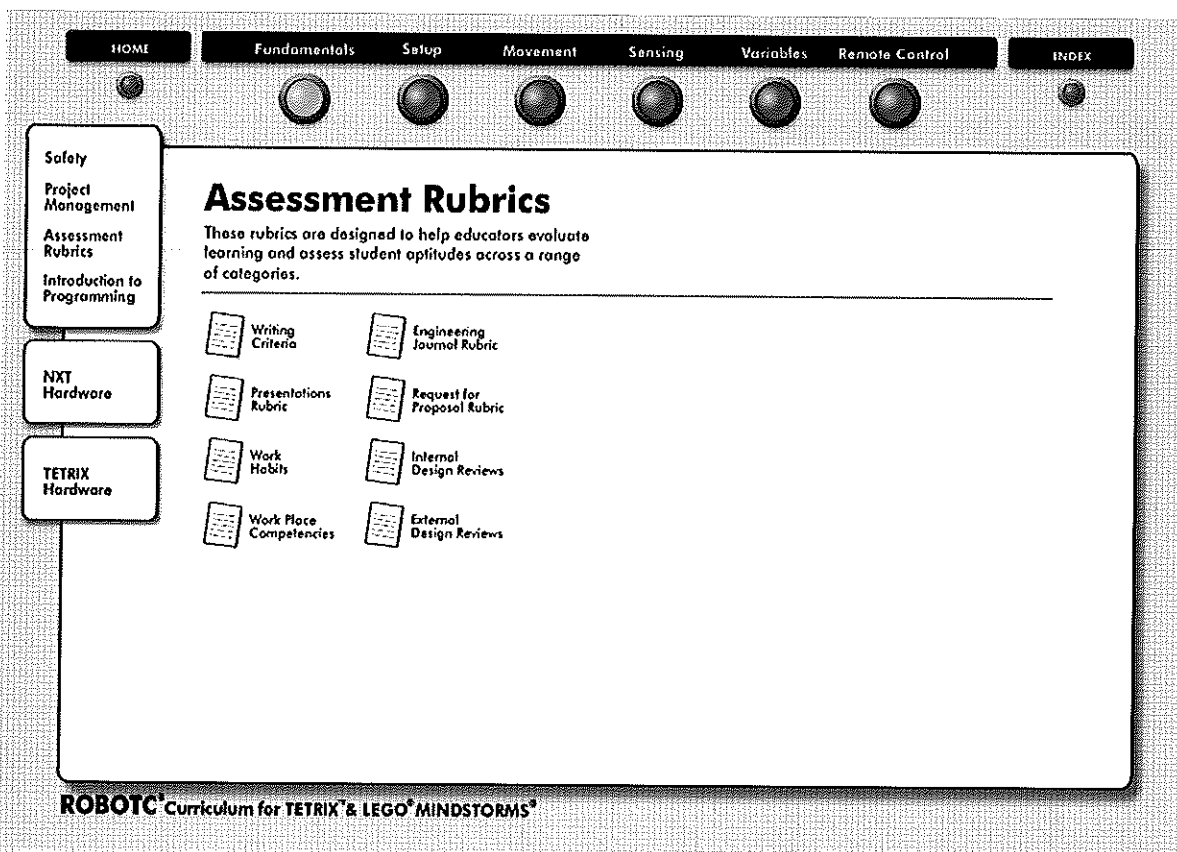 HOME
Fundamentals Setup Movement Sensing Variables Remote Control
INDEX
Safety
Project
Management
Assessment
Rubrics
Introduction to
Programming
NXT
Hardware
TETRIX
Hardware
Assessment Rubrics
These rubrics are designed to help educators evaluate
learning and assess student aptitudes across a range
of categories.
Writing
Criteria
Engineering
Journal Rubric
Presentations
Rubric
Request for
Proposal Rubric
Work
Habits
Internal
Design Reviews
Work Place
Competencies
External
Design Reviews
ROBOTC® Curriculum for TETRIX™ & LEGO® MINDSTORMS®